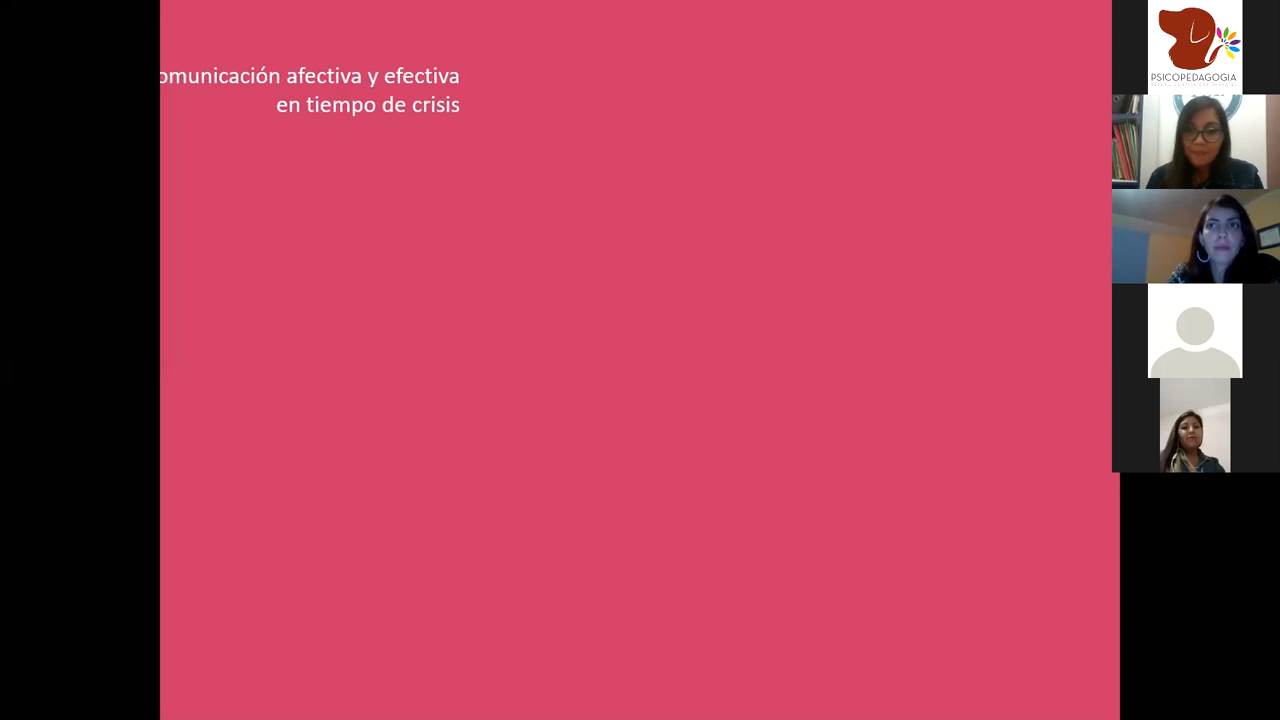 omunicación afectiva y efectiva
en tiempo de crisis
PSICOPEDAGOGIA